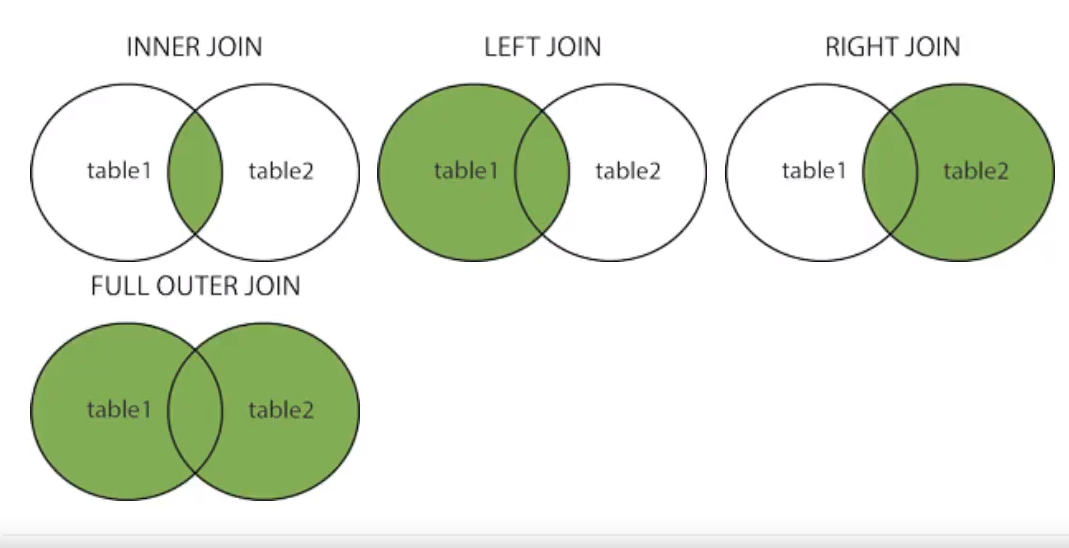 INNER JOIN
LEFT JOIN
RIGHT JOIN
table1
table2
table1
table2
table1
table2
FULL OUTER JOIN
table1
table2